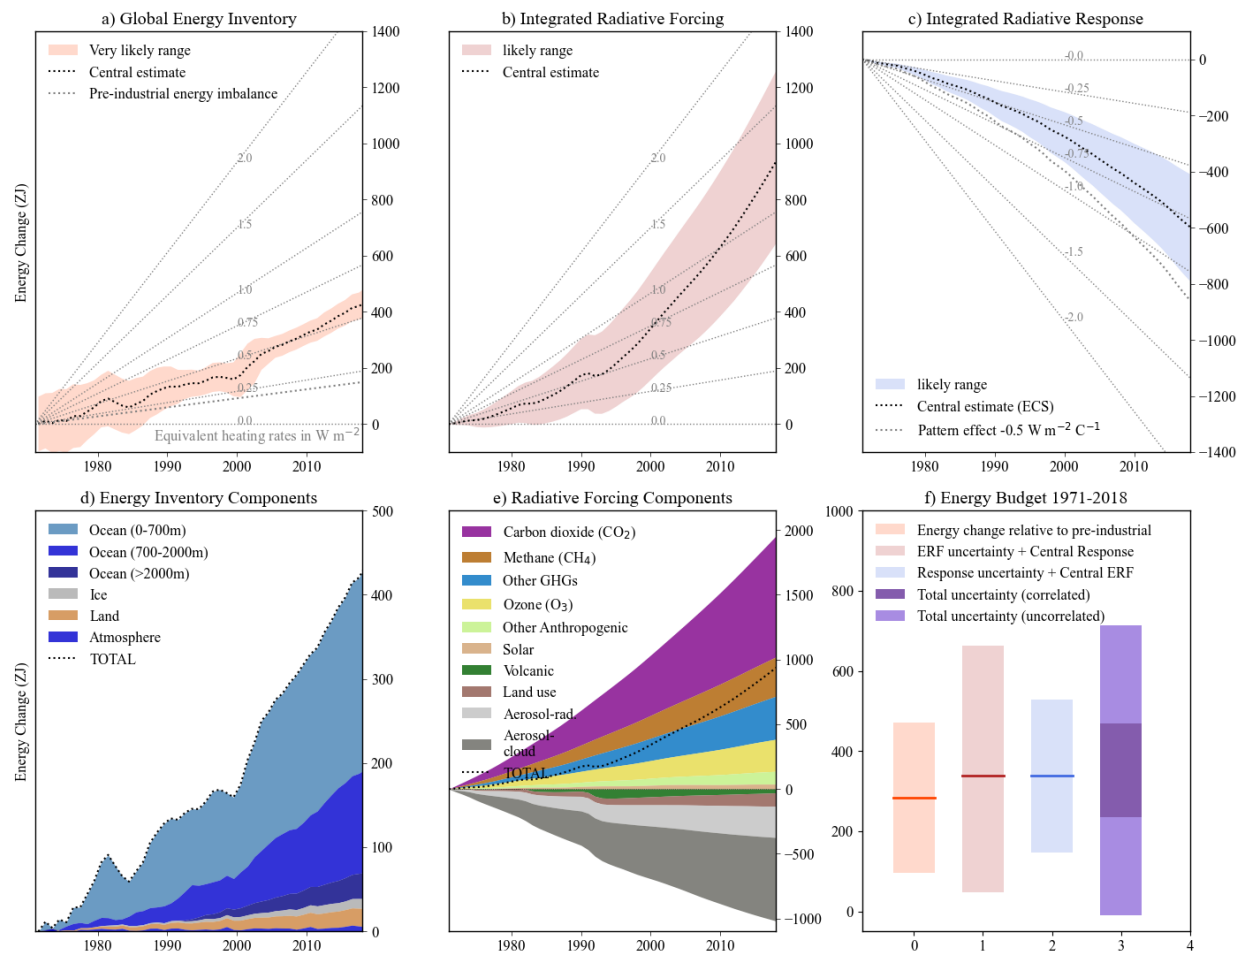 a) Global Energy Inventory
Very likely range
Central estimate
Pre-industrial energy imbalance
2.0
1.5
1.0
0.75
0.5
0.25
0.0
Equivalent heating rates in W m−2
Energy Change (ZJ)
1400
1200
1000
800
600
400
200
0
1980 1990 2000 2010
b) Integrated Radiative Forcing
likely range
Central estimate
2.0
1.5
1.0
0.75
0.5
0.25
0.0
1400
1200
1000
800
600
400
200
0
1980 1990 2000 2010
c) Integrated Radiative Response
-0.0
-0.25
-0.5
-0.75
-1.0
-1.5
-2.0
likely range
Central estimate (ECS)
Pattern effect -0.5 W m−2 C−1
0
−200
−400
−600
−800
−1000
−1200
−1400
1980 1990 2000 2010
d) Energy Inventory Components
Ocean (0-700m)
Ocean (700-2000m)
Ocean (>2000m)
Ice
Land
Atmosphere
TOTAL
Energy Change (ZJ)
500
400
300
200
100
0
1980 1990 2000 2010
e) Radiative Forcing Components
Carbon dioxide (CO2)
Methane (CH4)
Other GHGs
Ozone (O3)
Other Anthropogenic
Solar
Volcanic
Land use
Aerosol-rad.
Aerosol-
cloud
TOTAL
2000
1500
1000
500
0
−500
−1000
1980 1990 2000 2010
f) Energy Budget 1971-2018
Energy change relative to pre-industrial
ERF uncertainty + Central Response
Response uncertainty + Central ERF
Total uncertainty (correlated)
Total uncertainty (uncorrelated)
1000
800
600
400
200
0
0 1 2 3 4